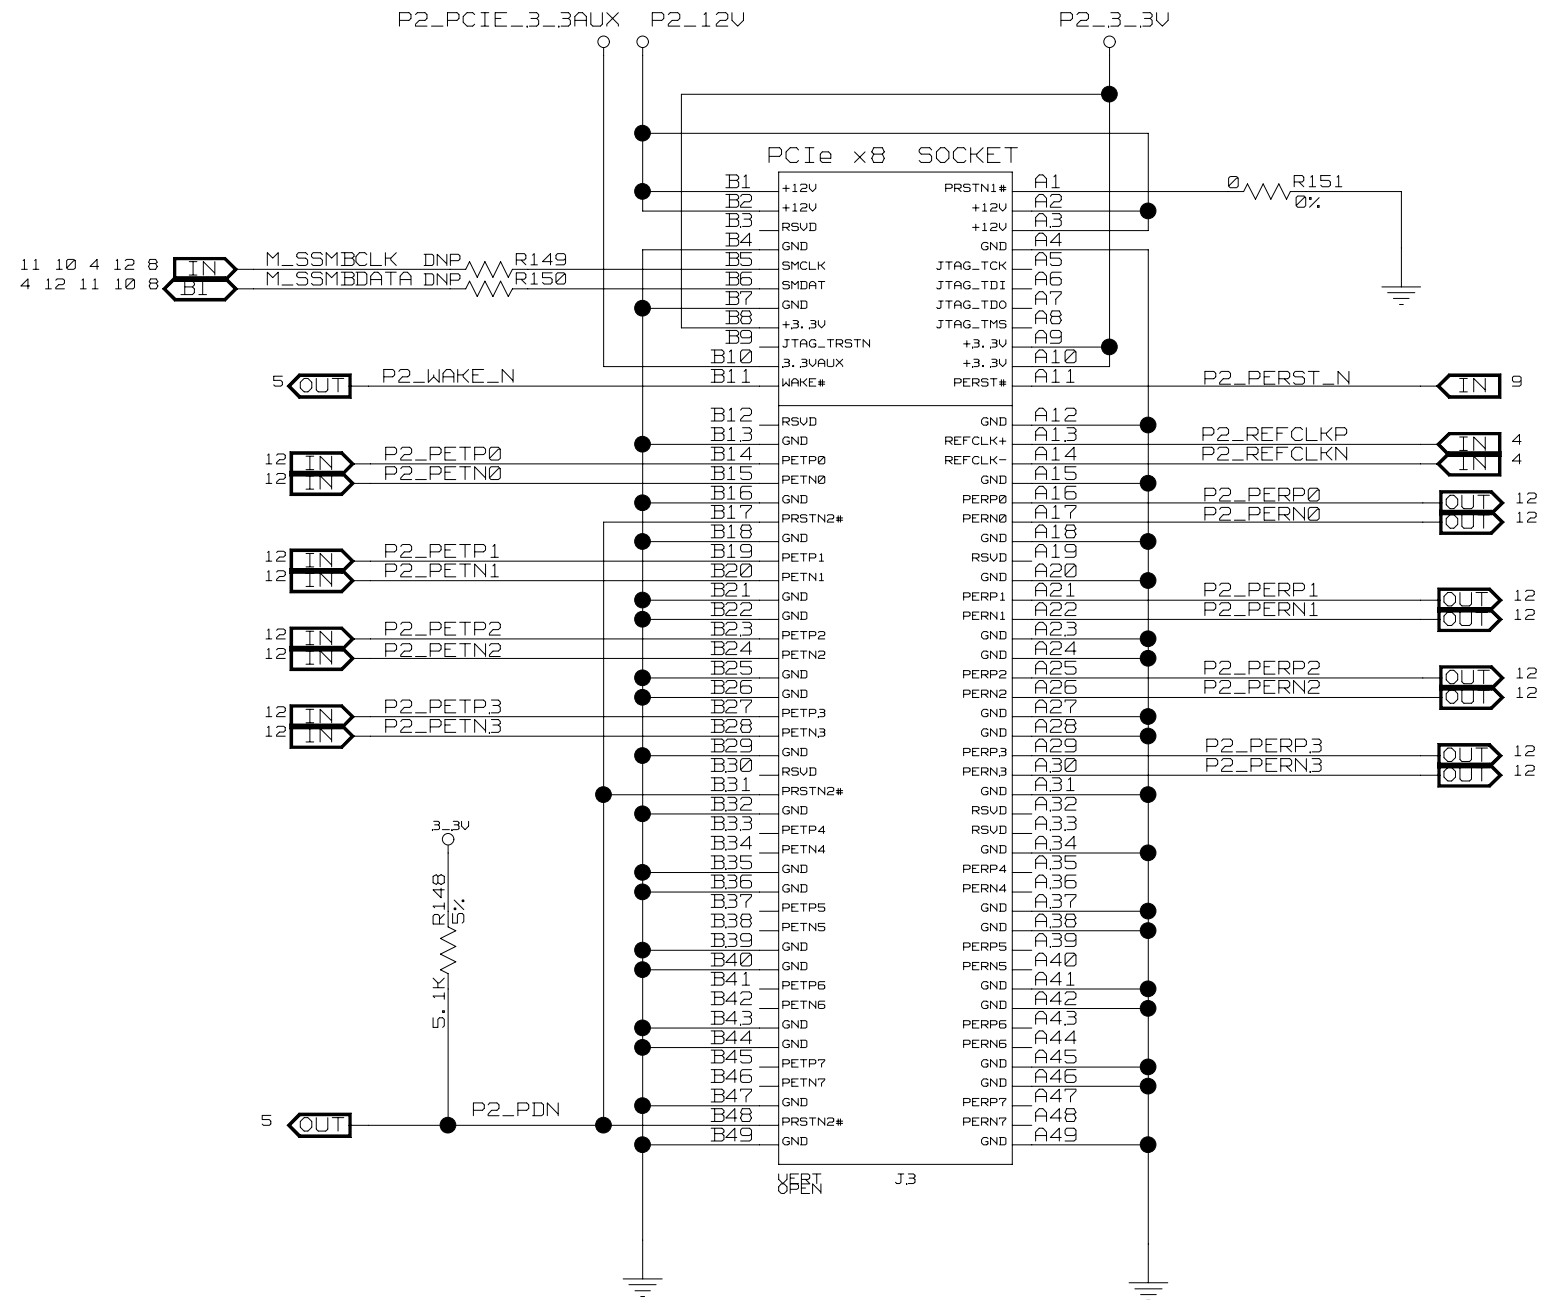 P2_PCIE_3_3AUX P2_12V P2_3_3V
PCIe x8 SOCKET
B1 +12V PRSTN1# A1 0 R151
B2 +12V +12V A2 0%
B3 RSVD +12V A3
B4 GND GND A4
11 10 4 12 8 IN M_SSMBCLK DNP R149 B5 SMCLK JTAG_TCK A5
4 12 11 10 8 BI M_SSMBDATA DNP R150 B6 SMDAT JTAG_TDI A6
B7 GND JTAG_TDO A7
B8 +3.3V JTAG_TMS A8
B9 JTAG_TRSTN +3.3V A9
B10 3.3VAUX +3.3V A10
5 OUT P2_WAKE_N B11 WAKE# PERST# A11 P2_PERST_N IN 9
B12 RSVD GND A12
B13 GND REFCLK+ A13 P2_REFCLKP IN 4
12 IN P2_PETP0 B14 PETP0 REFCLK- A14 P2_REFCLKN IN 4
12 IN P2_PETN0 B15 PETN0 GND A15
B16 GND PERP0 A16 P2_PERP0 OUT 12
B17 PRSTN2# PERN0 A17 P2_PERN0 OUT 12
B18 GND GND A18
12 IN P2_PETP1 B19 PETP1 RSVD A19
12 IN P2_PETN1 B20 PETN1 GND A20
B21 GND PERP1 A21 P2_PERP1 OUT 12
B22 GND PERN1 A22 P2_PERN1 OUT 12
12 IN P2_PETP2 B23 PETP2 GND A23
12 IN P2_PETN2 B24 PETN2 GND A24
B25 GND PERP2 A25 P2_PERP2 OUT 12
B26 GND PERN2 A26 P2_PERN2 OUT 12
12 IN P2_PETP3 B27 PETP3 GND A27
12 IN P2_PETN3 B28 PETN3 GND A28
B29 GND PERP3 A29 P2_PERP3 OUT 12
B30 RSVD PERN3 A30 P2_PERN3 OUT 12
B31 PRSTN2# GND A31
B32 GND RSVD A32
3_3V B33 PETP4 RSVD A33
B34 PETN4 GND A34
B35 GND PERP4 A35
R148 B36 GND PERN4 A36
5% B37 PETP5 GND A37
B38 PETN5 GND A38
B39 GND PERP5 A39
B40 GND PERN5 A40
5.1K B41 PETP6 GND A41
B42 PETN6 GND A42
B43 GND PERP6 A43
B44 GND PERN6 A44
B45 PETP7 GND A45
B46 PETN7 GND A46
B47 GND PERP7 A47
5 OUT P2_PDN B48 PRSTN2# PERN7 A48
B49 GND GND A49
VERT J3
OPEN